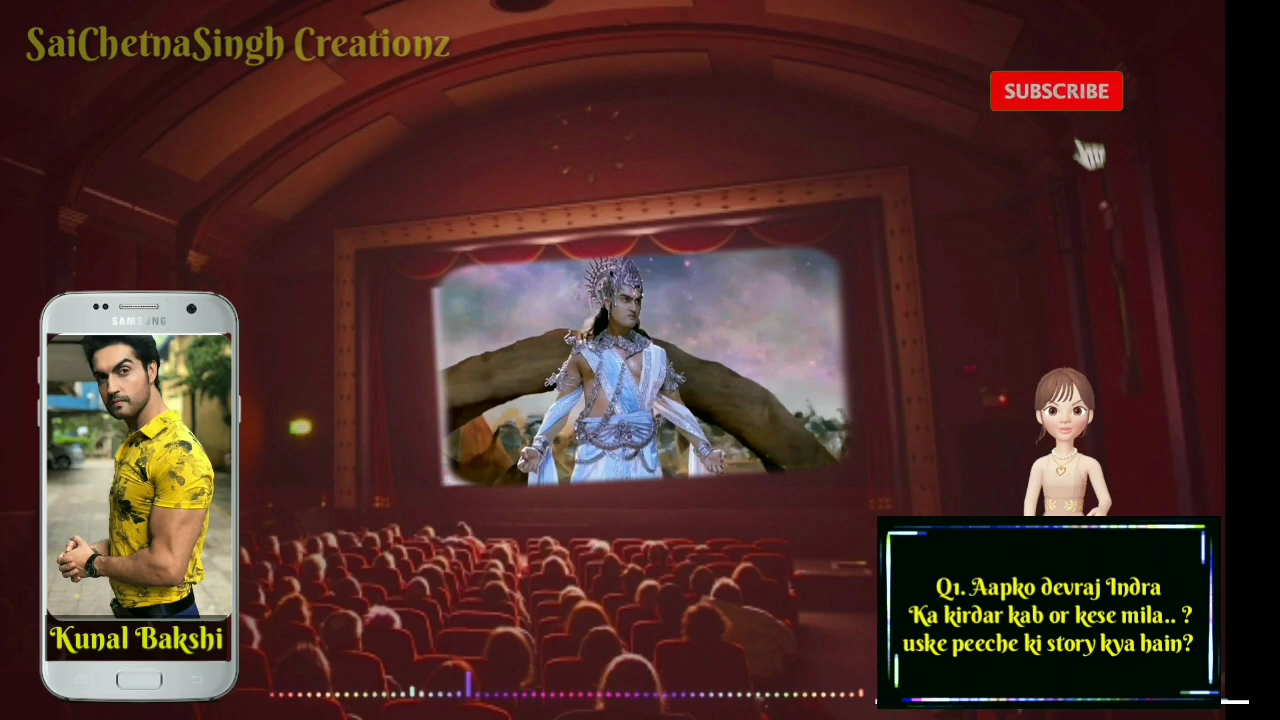 SaiChetnaSingh Creationz
SUBSCRIBE
SAMSUNG
Kunal Bakshi
Q1. Aapko devraj Indra
Ka kirdar kab or kese mila.. ?
uske peeche ki story kya hain?